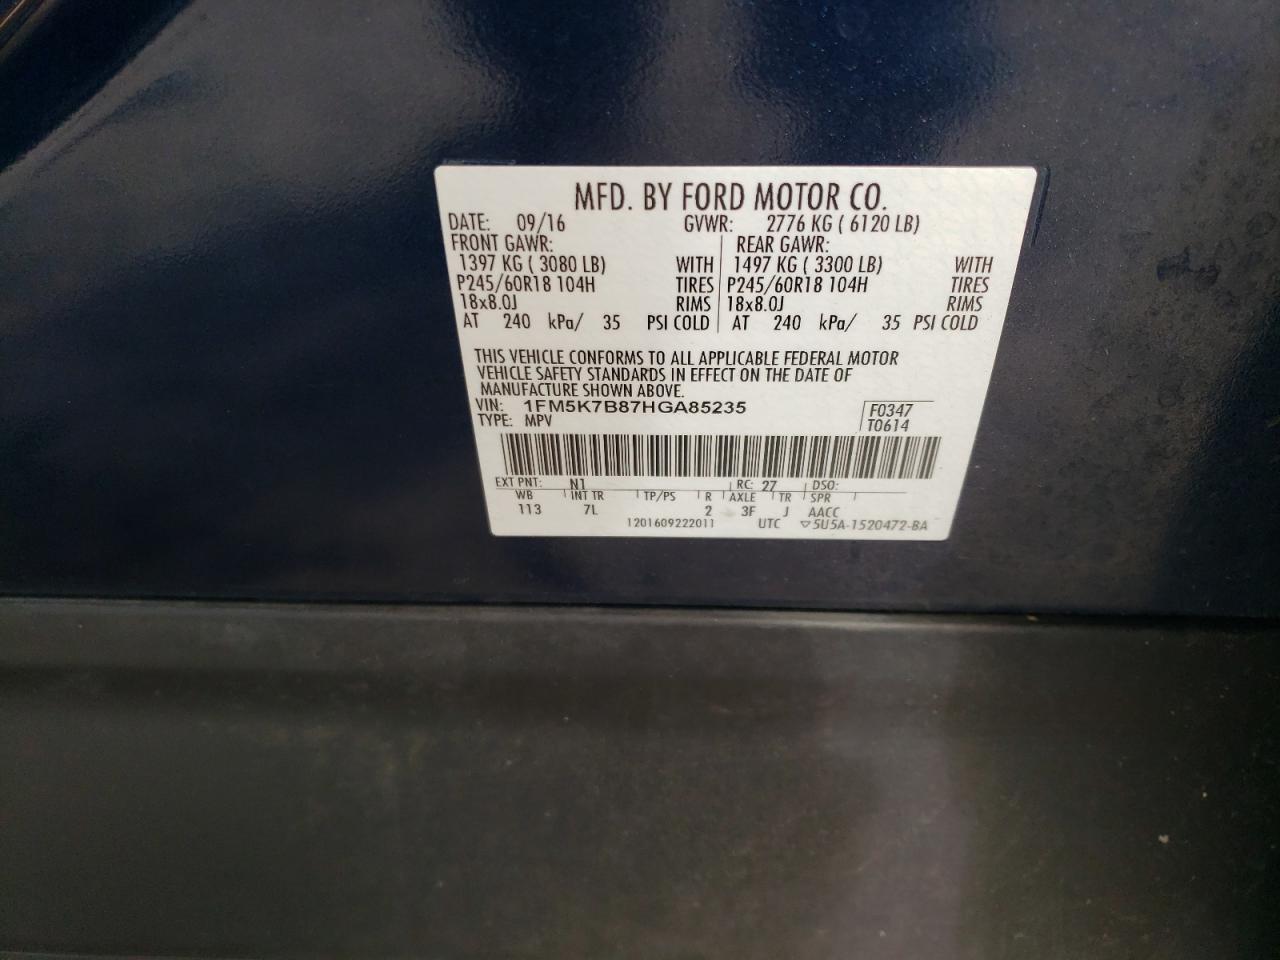 MFD. BY FORD MOTOR CO.
DATE: 09/16 GVWR: 2776 KG ( 6120 LB)
FRONT GAWR: REAR GAWR:
1397 KG ( 3080 LB) WITH 1497 KG ( 3300 LB) WITH
P245/60R18 104H TIRES P245/60R18 104H TIRES
18x8.0J RIMS 18x8.0J RIMS
AT 240 kPa/ 35 PSI COLD AT 240 kPa/ 35 PSI COLD
THIS VEHICLE CONFORMS TO ALL APPLICABLE FEDERAL MOTOR
VEHICLE SAFETY STANDARDS IN EFFECT ON THE DATE OF
MANUFACTURE SHOWN ABOVE.
VIN: 1FM5K7B87HGA85235 F0347
TYPE: MPV T0614
EXT PNT: N1 RC: 27 DSO:
WB INT TR TP/PS R AXLE TR SPR
113 7L 2 3F J AACC
1201609222011 UTC ▽5U5A-1520472-BA